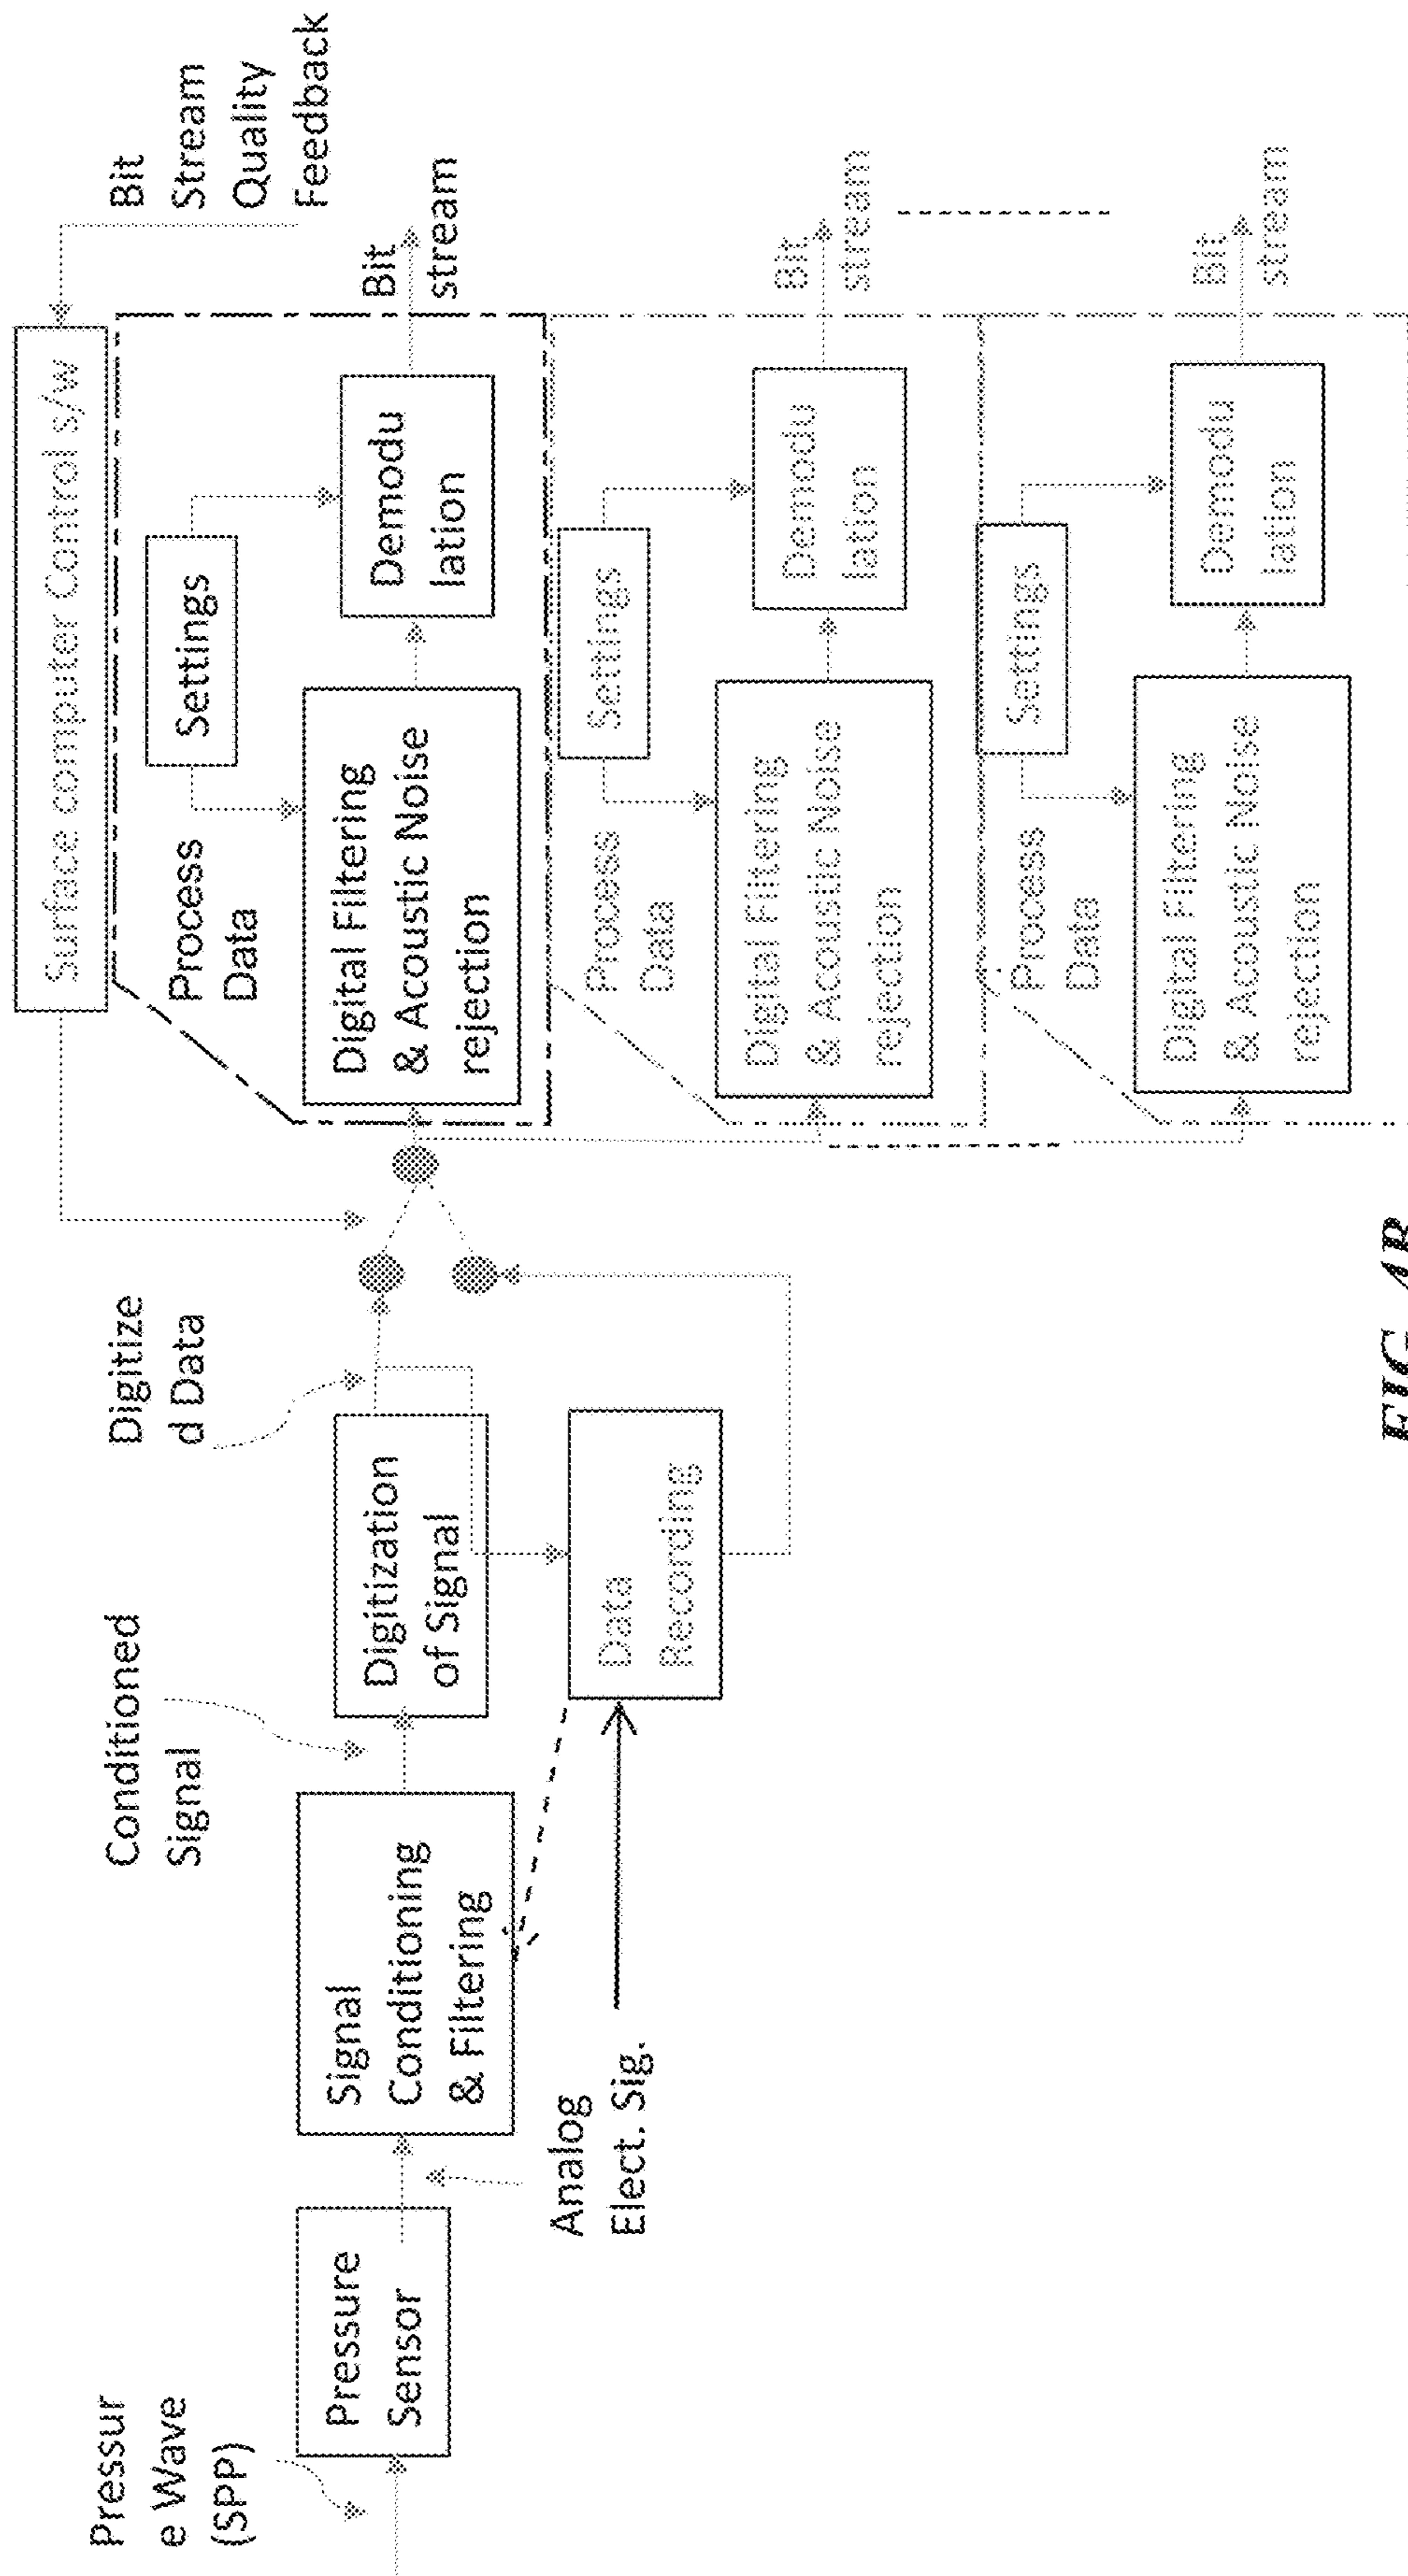 Surface computer Control s/w
Bit
Stream
Quality
Feedback
Pressur
e Wave
(SPP)
Pressure
Sensor
Analog
Elect. Sig.
Signal
Conditioning
& Filtering
Conditioned
Signal
Digitization
of Signal
Digitize
d Data
Data
Recording
Process
Data
Settings
Digital Filtering
& Acoustic Noise
rejection
Demodu
lation
Bit
stream
Process
Data
Settings
Digital Filtering
& Acoustic Noise
rejection
Demodu
lation
Bit
stream
Process
Data
Settings
Digital Filtering
& Acoustic Noise
rejection
Demodu
lation
Bit
stream
FIG. 4B